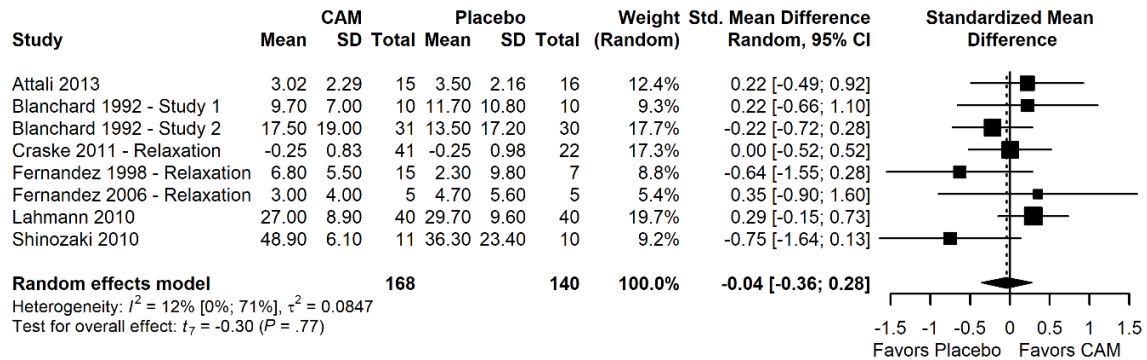 CAM Placebo Weight Std. Mean Difference Standardized Mean
Study Mean SD Total Mean SD Total (Random) Random, 95% CI Difference
Attali 2013 3.02 2.29 15 3.50 2.16 16 12.4% 0.22 [-0.49; 0.92]
Blanchard 1992 - Study 1 9.70 7.00 10 11.70 10.80 10 9.3% 0.22 [-0.66; 1.10]
Blanchard 1992 - Study 2 17.50 19.00 31 13.50 17.20 30 17.7% -0.22 [-0.72; 0.28]
Craske 2011 - Relaxation -0.25 0.83 41 -0.25 0.98 22 17.3% 0.00 [-0.52; 0.52]
Fernandez 1998 - Relaxation 6.80 5.50 15 2.30 9.80 7 8.8% -0.64 [-1.55; 0.28]
Fernandez 2006 - Relaxation 3.00 4.00 5 4.70 5.60 5 5.6% 0.35 [-0.90; 1.60]
Lahmann 2010 27.00 8.90 40 29.70 9.60 40 19.7% 0.29 [-0.15; 0.73]
Shinozaki 2010 48.90 6.10 11 36.30 23.40 10 9.2% -0.75 [-1.64; 0.13]
Random effects model 168 140 100.0% -0.04 [-0.36; 0.28]
Heterogeneity: I² = 12% [0%; 71%], τ² = 0.0847
Test for overall effect: t₇ = -0.30 (P = .77)
-1.5 -0.5 0 0.5 1.5
Favors Placebo Favors CAM